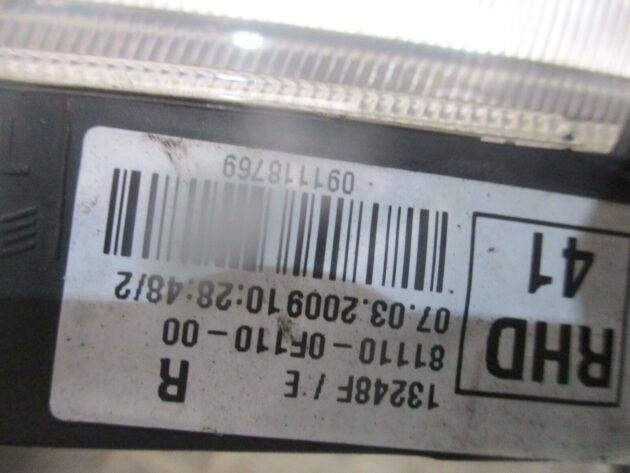 13248F / E
R
81110 - 0F110 - 00
07.03.2009 10:28:48/2
091118769
RHD
41